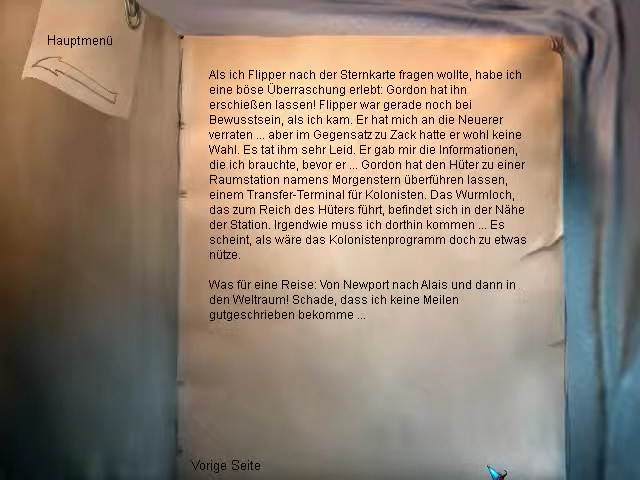 Hauptmenü
Als ich Flipper nach der Sternkarte fragen wollte, habe ich
eine böse Überraschung erlebt: Gordon hat ihn
erschießen lassen! Flipper war gerade noch bei
Bewusstsein, als ich kam. Er hat mich an die Neuerer
verraten ... aber im Gegensatz zu Zack hatte er wohl keine
Wahl. Es tat ihm sehr Leid. Er gab mir die Informationen,
die ich brauchte, bevor er ... Gordon hat den Hüter zu einer
Raumstation namens Morgenstern überführen lassen,
einem Transfer-Terminal für Kolonisten. Das Wurmloch,
das zum Reich des Hüters führt, befindet sich in der Nähe
der Station. Irgendwie muss ich dorthin kommen ... Es
scheint, als wäre das Kolonistenprogramm doch zu etwas
nütze.
Was für eine Reise: Von Newport nach Alais und dann in
den Weltraum! Schade, dass ich keine Meilen
gutgeschrieben bekomme ...
Vorige Seite